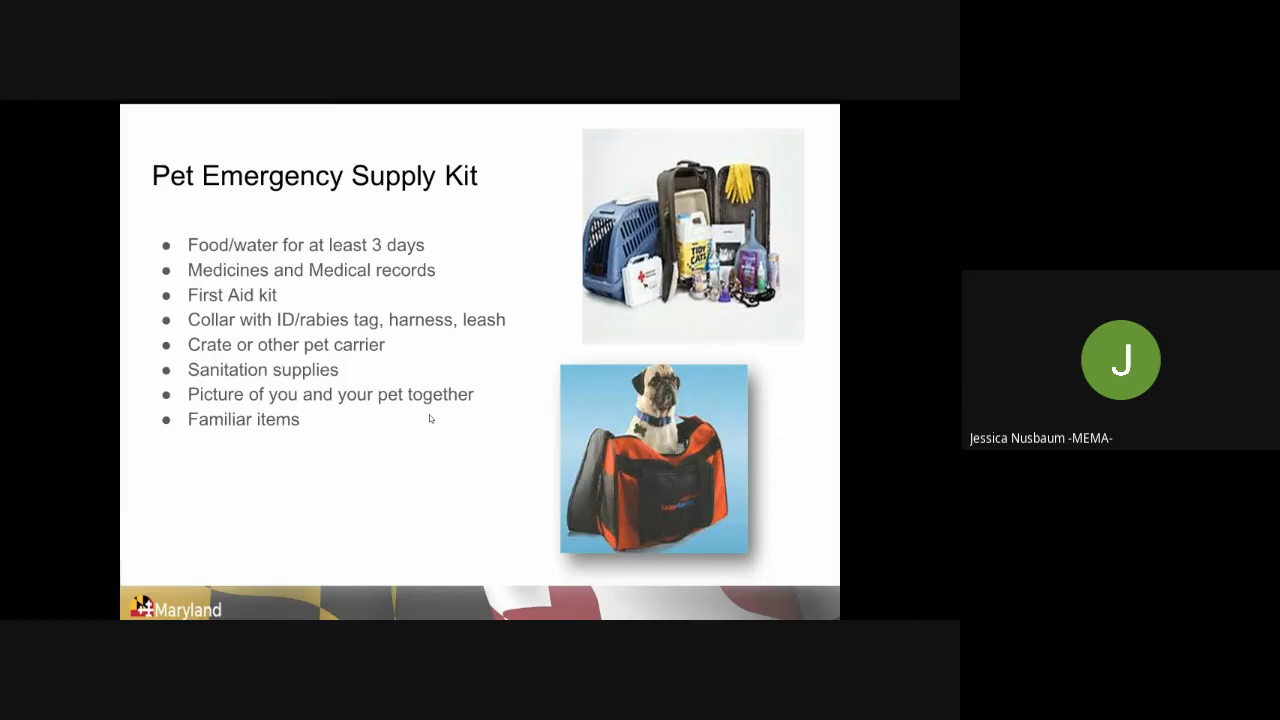 Pet Emergency Supply Kit
● Food/water for at least 3 days
● Medicines and Medical records
● First Aid kit
● Collar with ID/rabies tag, harness, leash
● Crate or other pet carrier
● Sanitation supplies
● Picture of you and your pet together
● Familiar items
TIDY
CATS
Maryland
J
Jessica Nusbaum -MEMA-